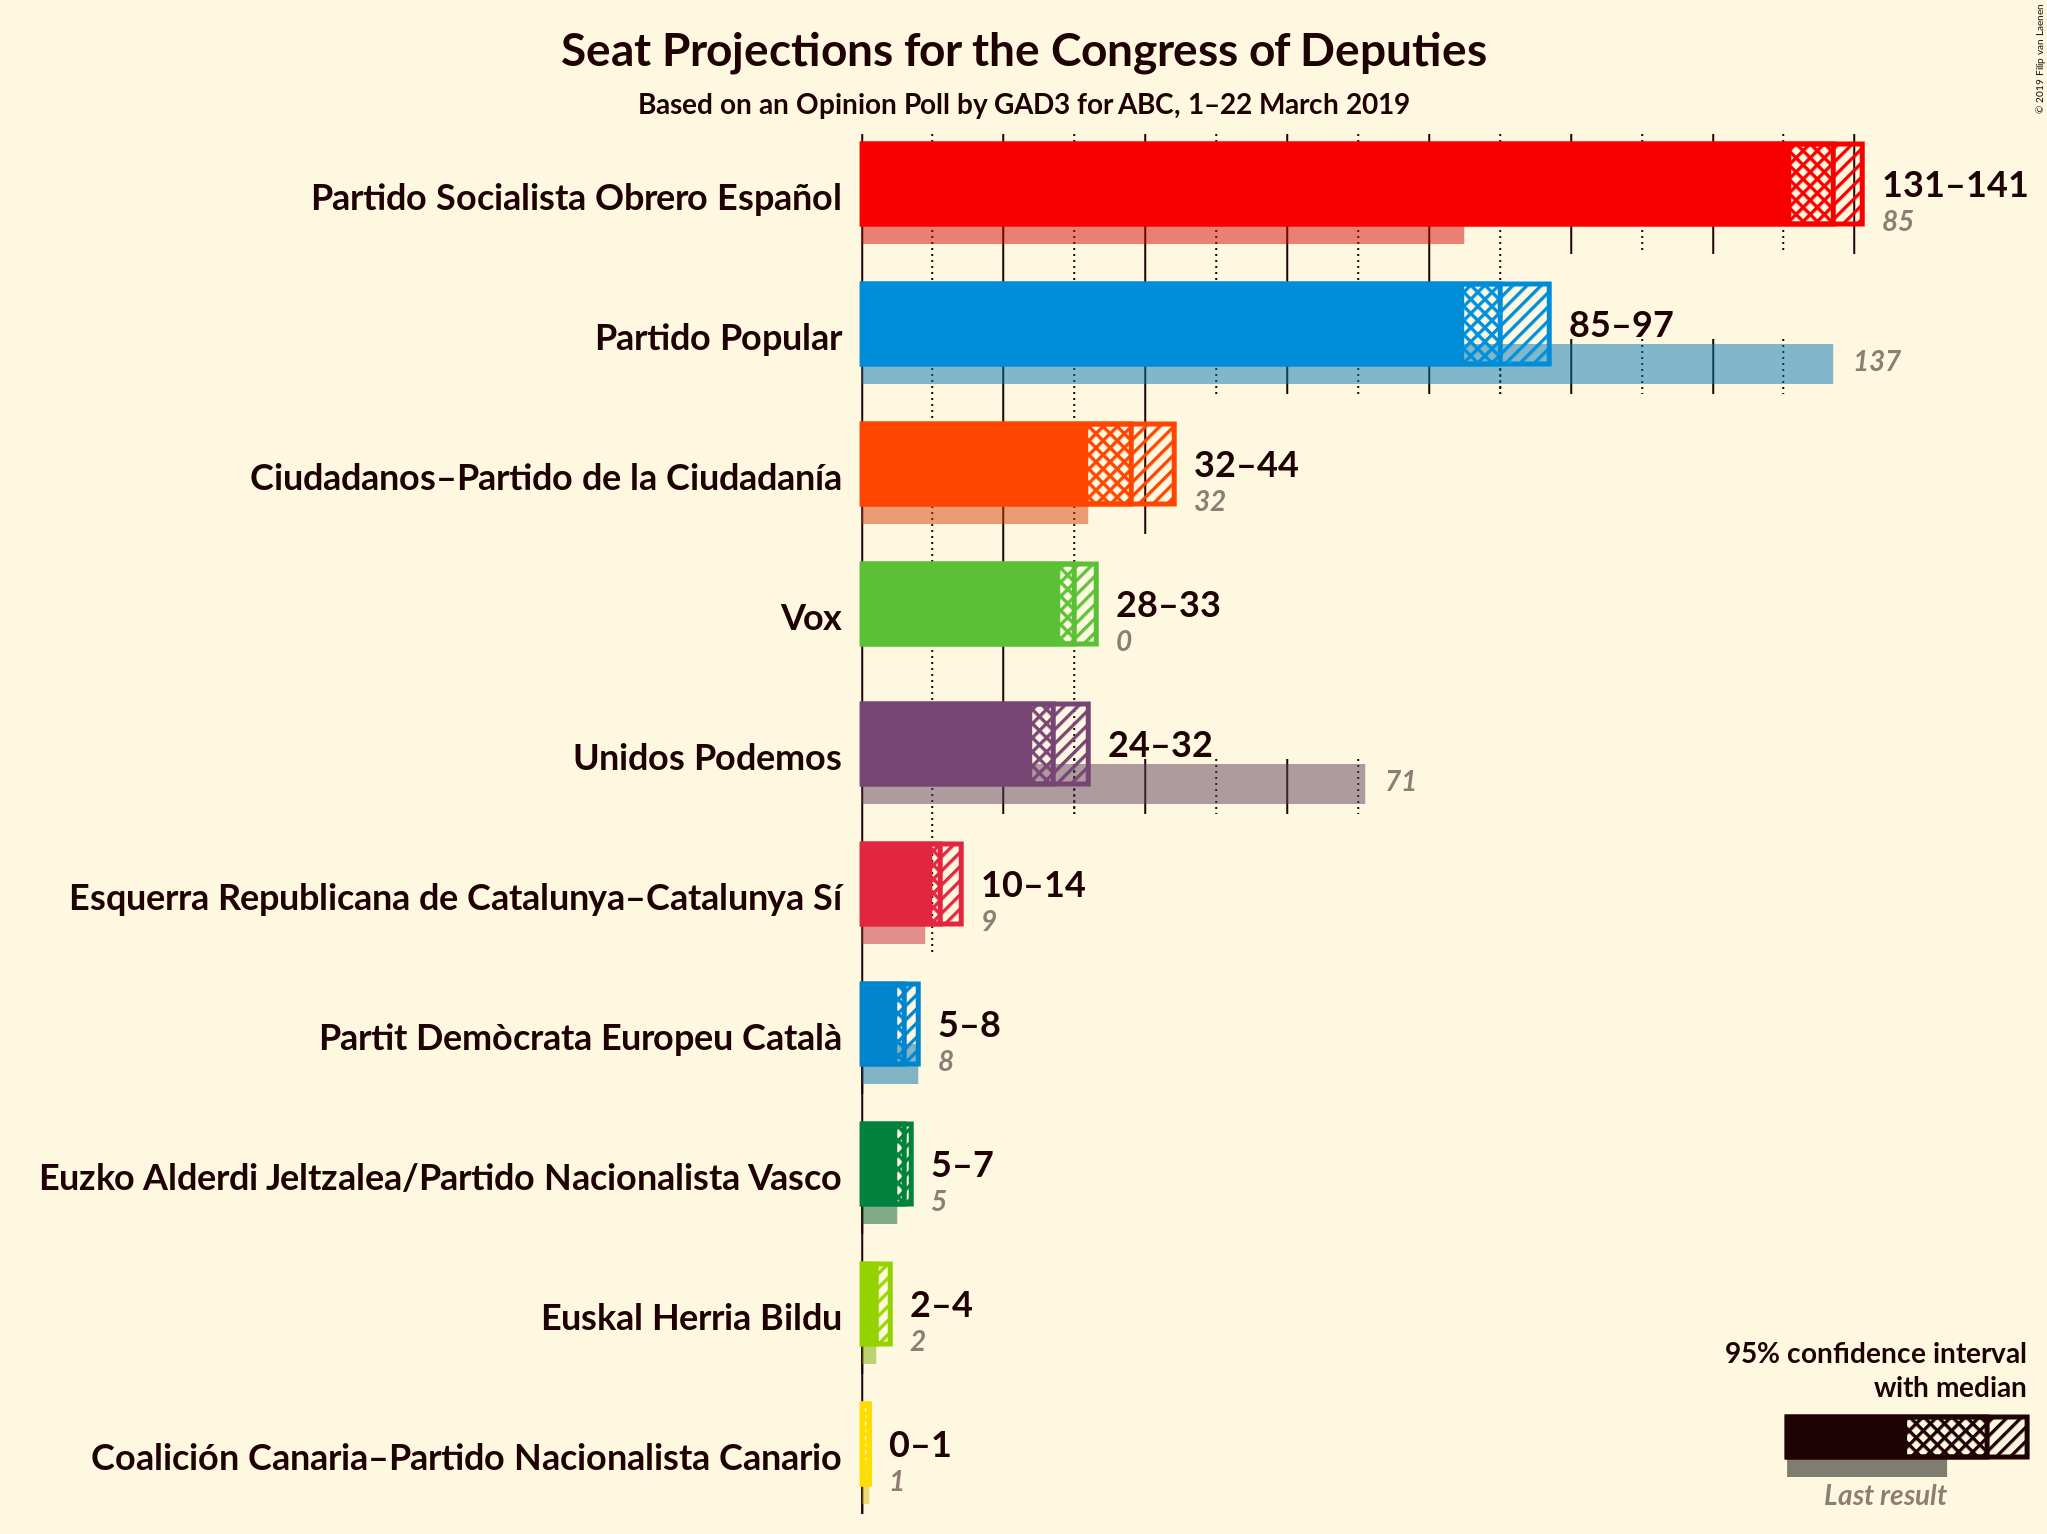 Seat Projections for the Congress of Deputies
Based on an Opinion Poll by GAD3 for ABC, 1–22 March 2019
© 2019 Filip van Laenen
Partido Socialista Obrero Español
131–141
85
Partido Popular
85–97
137
Ciudadanos–Partido de la Ciudadanía
32–44
32
Vox
28–33
0
Unidos Podemos
24–32
71
Esquerra Republicana de Catalunya–Catalunya Sí
10–14
9
Partit Demòcrata Europeu Català
5–8
8
Euzko Alderdi Jeltzalea/Partido Nacionalista Vasco
5–7
5
Euskal Herria Bildu
2–4
2
Coalición Canaria–Partido Nacionalista Canario
0–1
1
95% confidence interval
with median
Last result